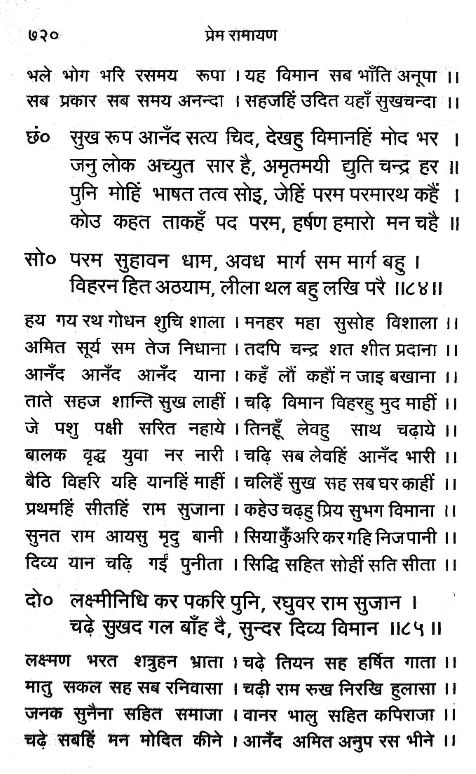 ७२०
प्रेम रामायण
भले भोग भरि रसमय रूपा । यह विमान सब भाँति अनूपा ।।
सब प्रकार सब समय अनन्दा । सहजहिं उदित यहाँ सुखचन्दा ।।
छं० सुख रूप आनँद सत्य चिद, देखहु विमानहिं मोद भर ।
जनु लोक अच्युत सार है, अमृतमयी द्युति चन्द्र हर ॥
पुनि मोहिं भाषत तत्व सोइ, जेहिं परम परमारथ कहैं ।
कोउ कहत ताकहँ पद परम, हर्षण हमारो मन चहै ॥
सो० परम सुहावन धाम, अवध मार्ग सम मार्ग बहु ।
विहरन हित अठयाम, लीला थल बहु लखि परै ॥८४॥
हय गय रथ गोधन शुचि शाला । मनहर महा सुसोह विशाला ।।
अमित सूर्य सम तेज निधाना । तदपि चन्द्र शत शीत प्रदाना ।।
आनँद आनँद आनँद याना । कहँ लौं कहौं न जाइ बखाना ।।
ताते सहज शान्ति सुख लाहीं । चढ़ि विमान विहरहु मुद माहीं ।।
जे पशु पक्षी सरित नहाये । तिनहूँ लेवहु साथ चढ़ाये ।।
बालक वृद्ध युवा नर नारी । चढ़ि सब लेवहिं आनँद भारी ।।
बैठि विहरि यहि यानहिं माहीं । चलिहैं सुख सह सब घर काहीं ।।
प्रथमहिं सीतहिं राम सुजाना । कहेउ चढ़हु प्रिय सुभग विमाना ।।
सुनत राम आयसु मृदु बानी । सिया कुँअरि कर गहि निज पानी ।।
दिव्य यान चढ़ि गईं पुनीता । सिद्धि सहित सोहीं सति सीता ।।
दो० लक्ष्मीनिधि कर पकरि पुनि, रघुवर राम सुजान ।
चढ़े सुखद गल बाँह दै, सुन्दर दिव्य विमान ॥८५॥
लक्ष्मण भरत शत्रुहन भ्राता । चढ़े तियन सह हर्षित गाता ।।
मातु सकल सह सब रनिवासा । चढ़ी राम रुख निरखि हुलासा ।।
जनक सुनैना सहित समाजा । वानर भालु सहित कपिराजा ।।
चढ़े सबहिं मन मोदित कीने । आनँद अमित अनुप रस भीने ।।